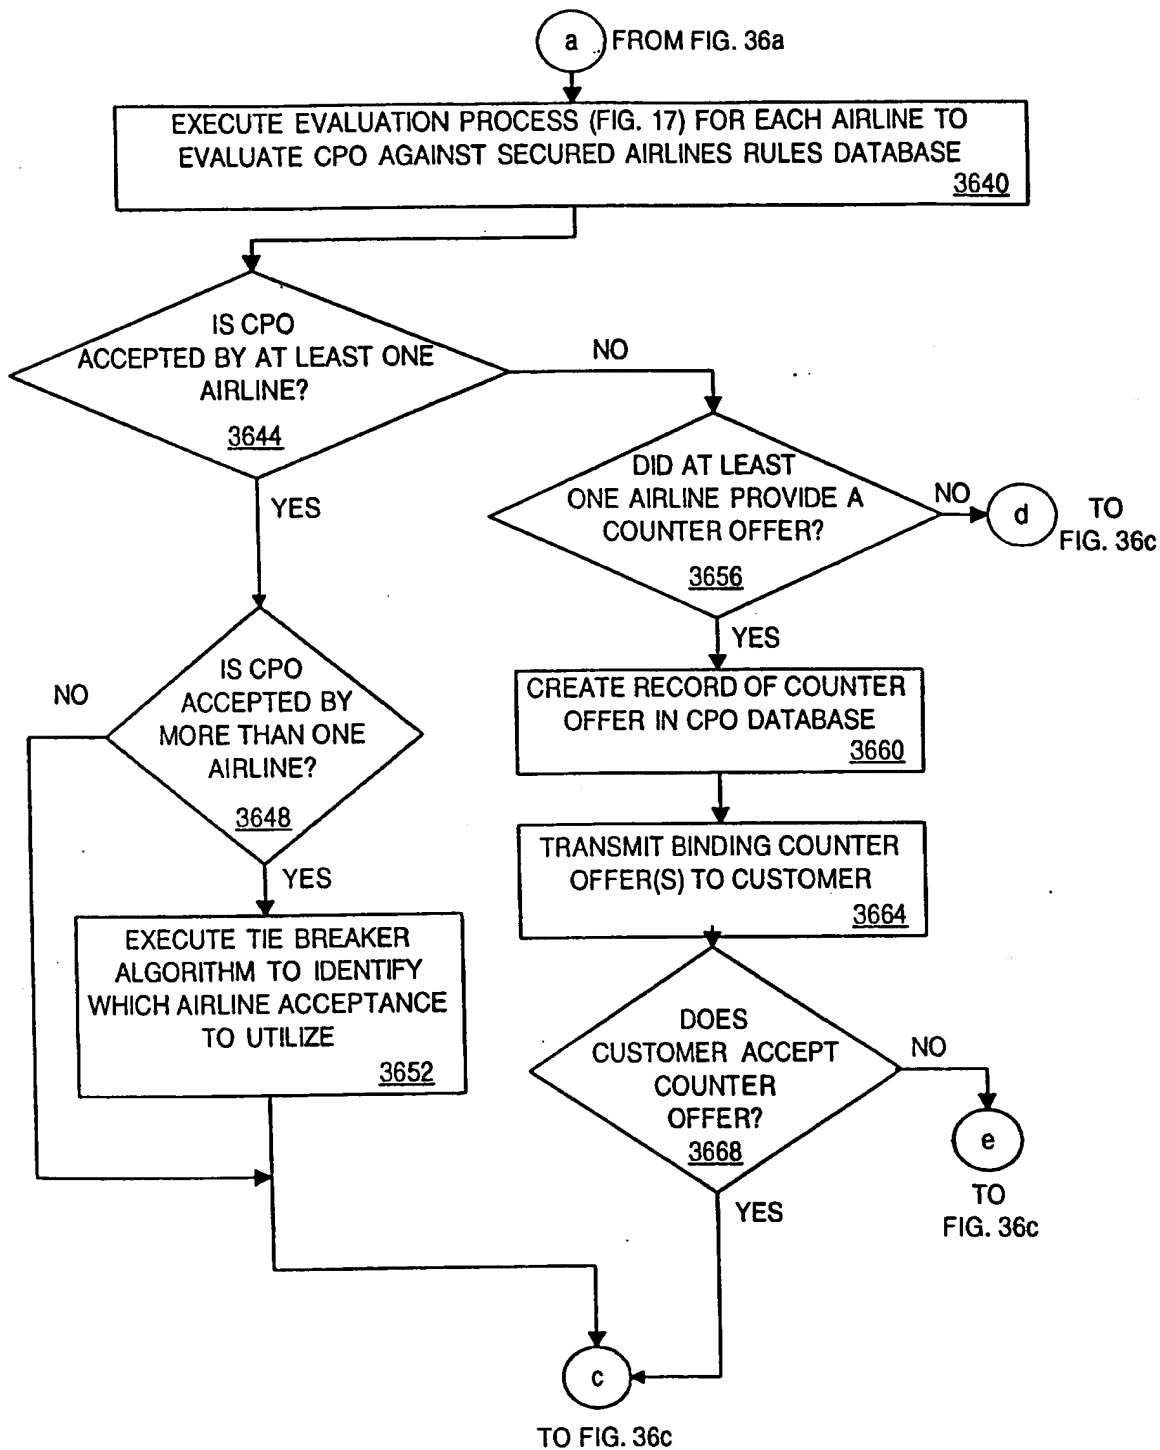 a
FROM FIG. 36a
EXECUTE EVALUATION PROCESS (FIG. 17) FOR EACH AIRLINE TO
EVALUATE CPO AGAINST SECURED AIRLINES RULES DATABASE
3640
IS CPO
ACCEPTED BY AT LEAST ONE
AIRLINE?
3644
NO
YES
DID AT LEAST
ONE AIRLINE PROVIDE A
COUNTER OFFER?
3656
NO
d
TO
FIG. 36c
YES
IS CPO
ACCEPTED BY
MORE THAN ONE
AIRLINE?
3648
NO
YES
CREATE RECORD OF COUNTER
OFFER IN CPO DATABASE
3660
TRANSMIT BINDING COUNTER
OFFER(S) TO CUSTOMER
3664
EXECUTE TIE BREAKER
ALGORITHM TO IDENTIFY
WHICH AIRLINE ACCEPTANCE
TO UTILIZE
3652
DOES
CUSTOMER ACCEPT
COUNTER
OFFER?
3668
NO
e
TO
FIG. 36c
YES
c
TO FIG. 36c